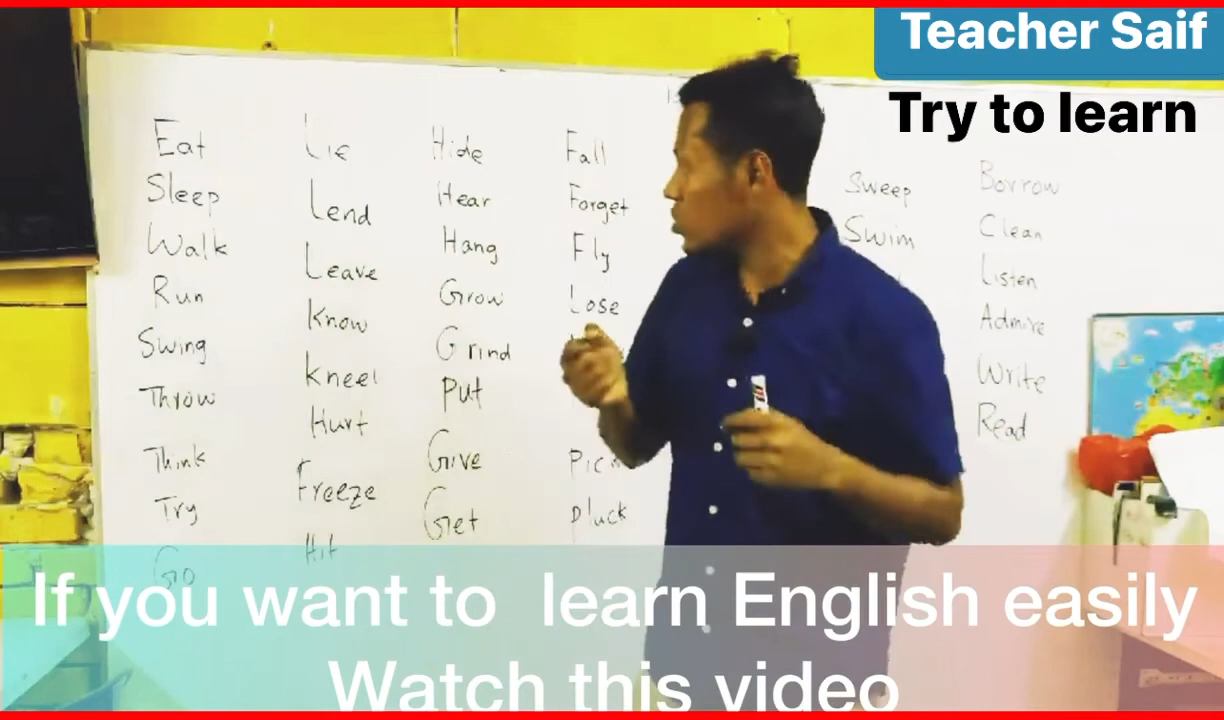 Teacher Saif
Try to learn
Eat
Sleep
Walk
Run
Swing
Throw
Think
Try
Go
Lie
Lend
Leave
Know
Kneel
Hurt
Freeze
Hit
Hide
Hear
Hang
Grow
Grind
Put
Give
Get
Fall
Forget
Fly
Lose
Pluck
Sweep
Swim
Borrow
Clean
Listen
Admire
Write
Read
If you want to learn English easily
Watch this video